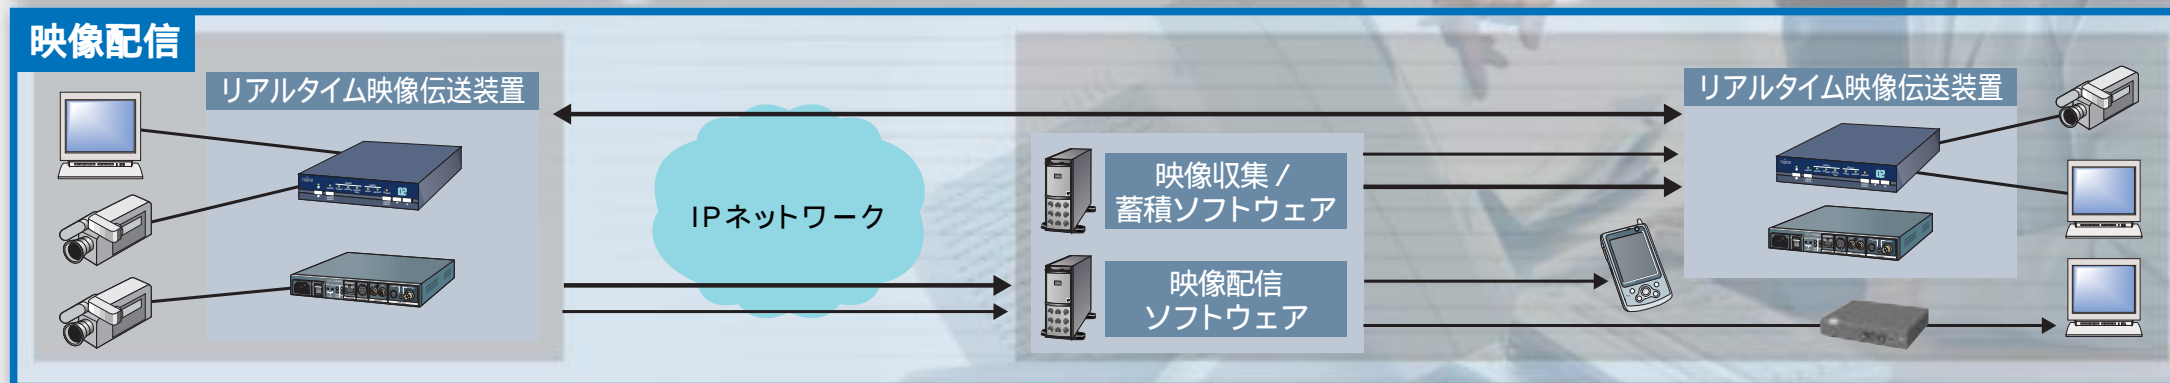 映像配信
リアルタイム映像伝送装置
IPネットワーク
映像収集 /
蓄積ソフトウェア
映像配信
ソフトウェア
リアルタイム映像伝送装置